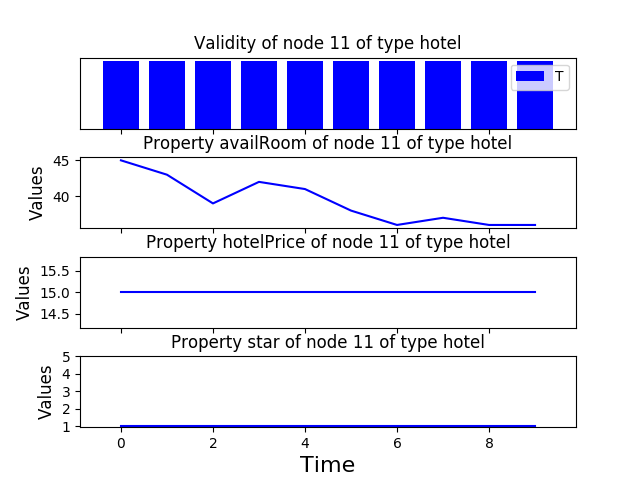 Validity of node 11 of type hotel
T
Property availRoom of node 11 of type hotel
45
40
Values
Property hotelPrice of node 11 of type hotel
15.5
15.0
14.5
Values
Property star of node 11 of type hotel
5
4
3
2
1
Values
0 2 4 6 8
Time